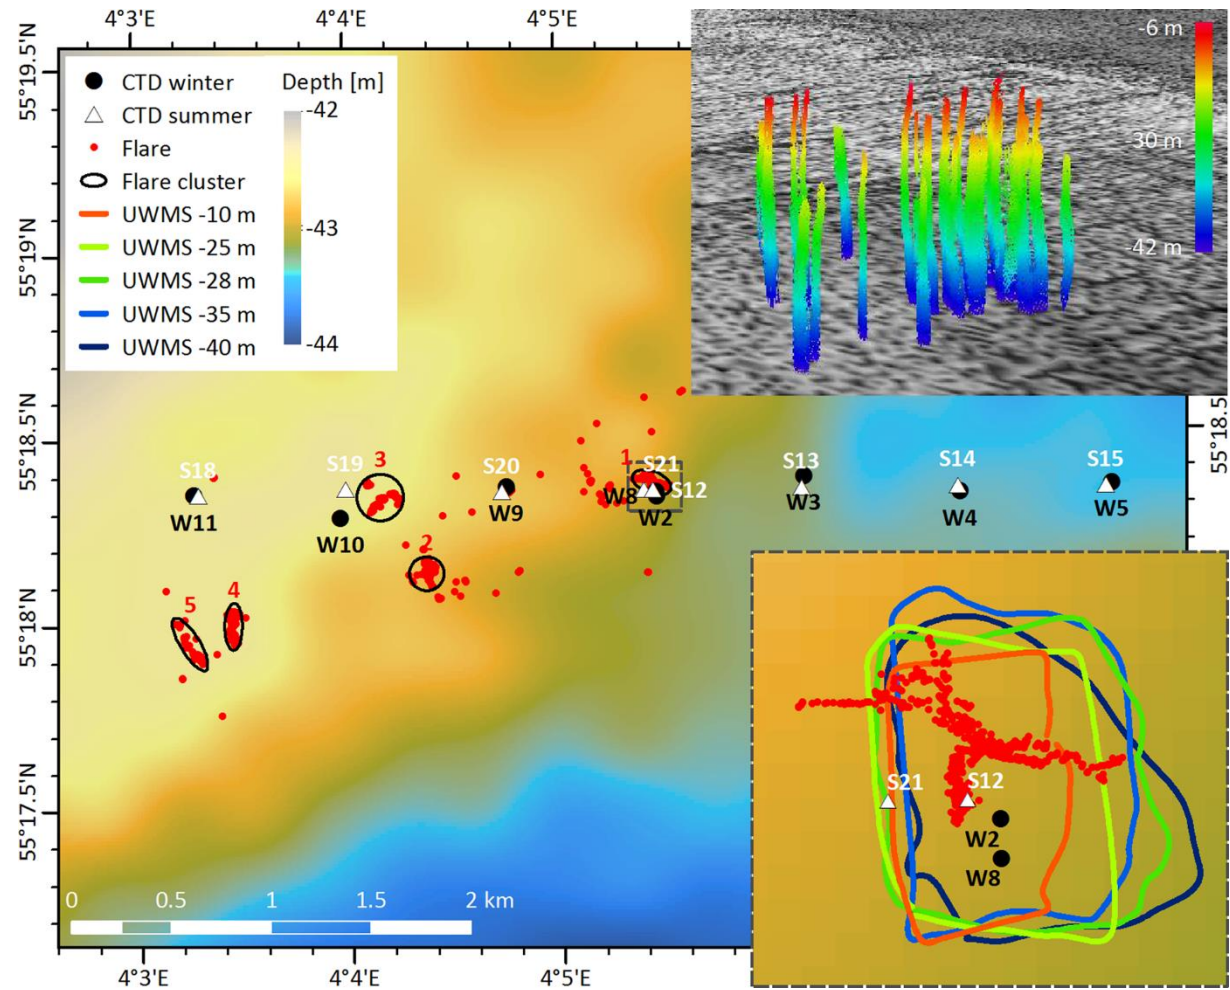 4°3'E 4°4'E 4°5'E
55°19.5'N
55°19'N
55°18.5'N
55°18'N
55°17.5'N
CTD winter
CTD summer
Flare
Flare cluster
UWMS -10 m
UWMS -25 m
UWMS -28 m
UWMS -35 m
UWMS -40 m
Depth [m]
-42
-43
-44
-6 m
-30 m
-42 m
55°18.5'N
S18
S19
3
S20
1
S21
S12
S13
S14
S15
W11
W10
W9
W8
W2
W3
W4
W5
2
5
4
0 0.5 1 1.5 2 km
S21
S12
W2
W8
4°3'E 4°4'E 4°5'E